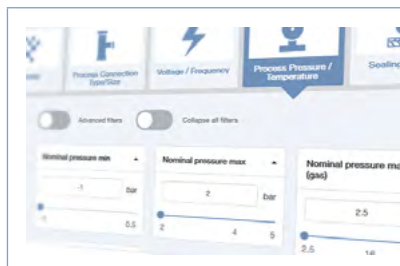 Process Connection
Type/Size
Voltage / Frequency
Process Pressure /
Temperature
Sealing
Advanced filters
Collapse all filters
Nominal pressure min
-1 bar
-1 0.5
Nominal pressure max
2 bar
2 4 5
Nominal pressure ma
(gas)
2.5
2.5 16